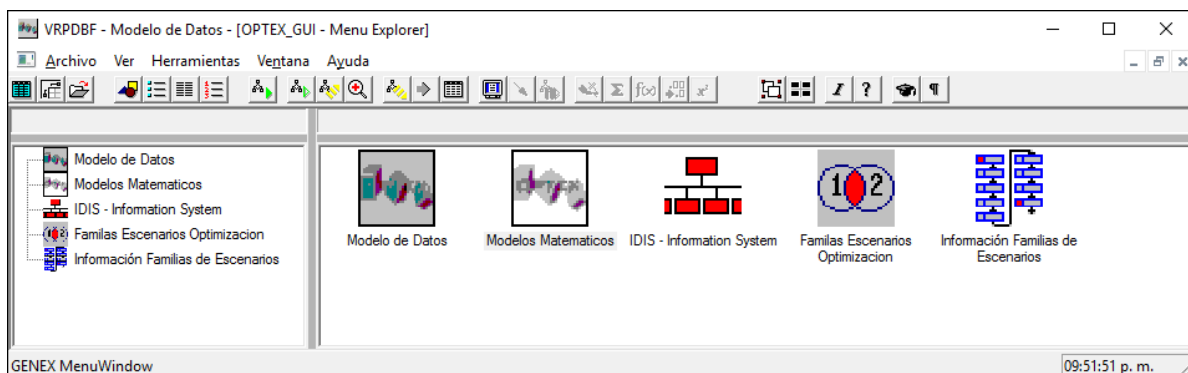 VRPDBF - Modelo de Datos - [OPTEX_GUI - Menu Explorer]
Archivo Ver Herramientas Ventana Ayuda
Modelo de Datos
Modelos Matematicos
IDIS - Information System
Familas Escenarios Optimizacion
Información Familias de Escenarios
Modelo de Datos
Modelos Matematicos
IDIS - Information System
Familas Escenarios
Optimizacion
Información Familias de
Escenarios
GENEX MenuWindow
09:51:51 p. m.